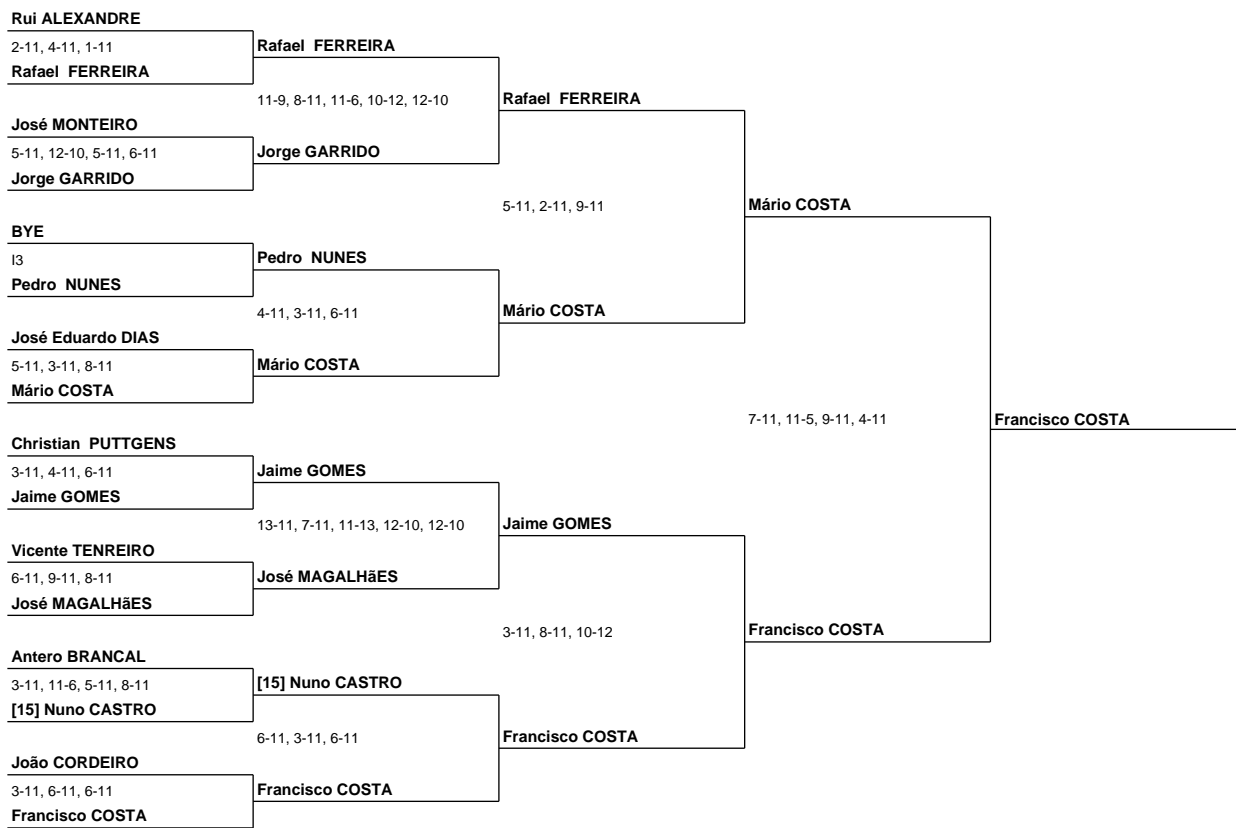 Rui ALEXANDRE
2-11, 4-11, 1-11
Rafael FERREIRA
Rafael FERREIRA
11-9, 8-11, 11-6, 10-12, 12-10
Rafael FERREIRA
José MONTEIRO
5-11, 12-10, 5-11, 6-11
Jorge GARRIDO
Jorge GARRIDO
5-11, 2-11, 9-11
Mário COSTA
BYE
I3
Pedro NUNES
Pedro NUNES
4-11, 3-11, 6-11
Mário COSTA
José Eduardo DIAS
5-11, 3-11, 8-11
Mário COSTA
Mário COSTA
7-11, 11-5, 9-11, 4-11
Francisco COSTA
Christian PUTTGENS
3-11, 4-11, 6-11
Jaime GOMES
Jaime GOMES
13-11, 7-11, 11-13, 12-10, 12-10
Jaime GOMES
Vicente TENREIRO
6-11, 9-11, 8-11
José MAGALHãES
José MAGALHãES
3-11, 8-11, 10-12
Francisco COSTA
Antero BRANCAL
3-11, 11-6, 5-11, 8-11
[15] Nuno CASTRO
[15] Nuno CASTRO
6-11, 3-11, 6-11
Francisco COSTA
João CORDEIRO
3-11, 6-11, 6-11
Francisco COSTA
Francisco COSTA